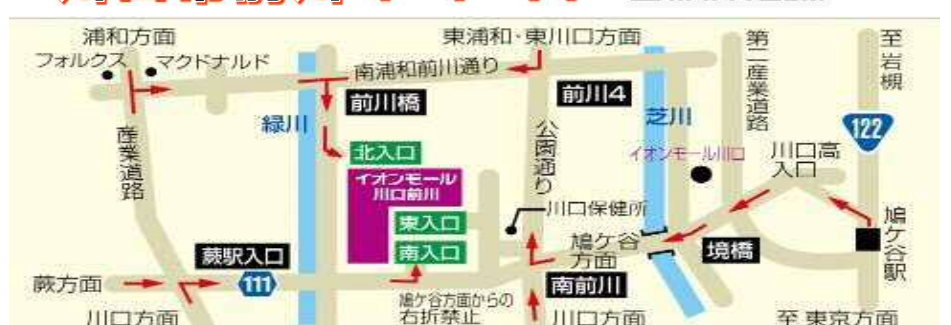 浦和方面
東浦和・東川口方面
第二産業道路
至岩槻
フォルクス
マクドナルド
南浦和前川通り
前川橋
前川4
緑川
芝川
122
産業道路
公園通り
北入口
イオンモール川口
川口高
入口
イオンモール
川口前川
川口保健所
東入口
鳩ケ谷
方面
境橋
鳩ケ谷駅
蕨駅入口
南入口
蕨方面
111
南前川
鳩ケ谷方面からの
右折禁止
川口方面
川口方面
至 東京方面